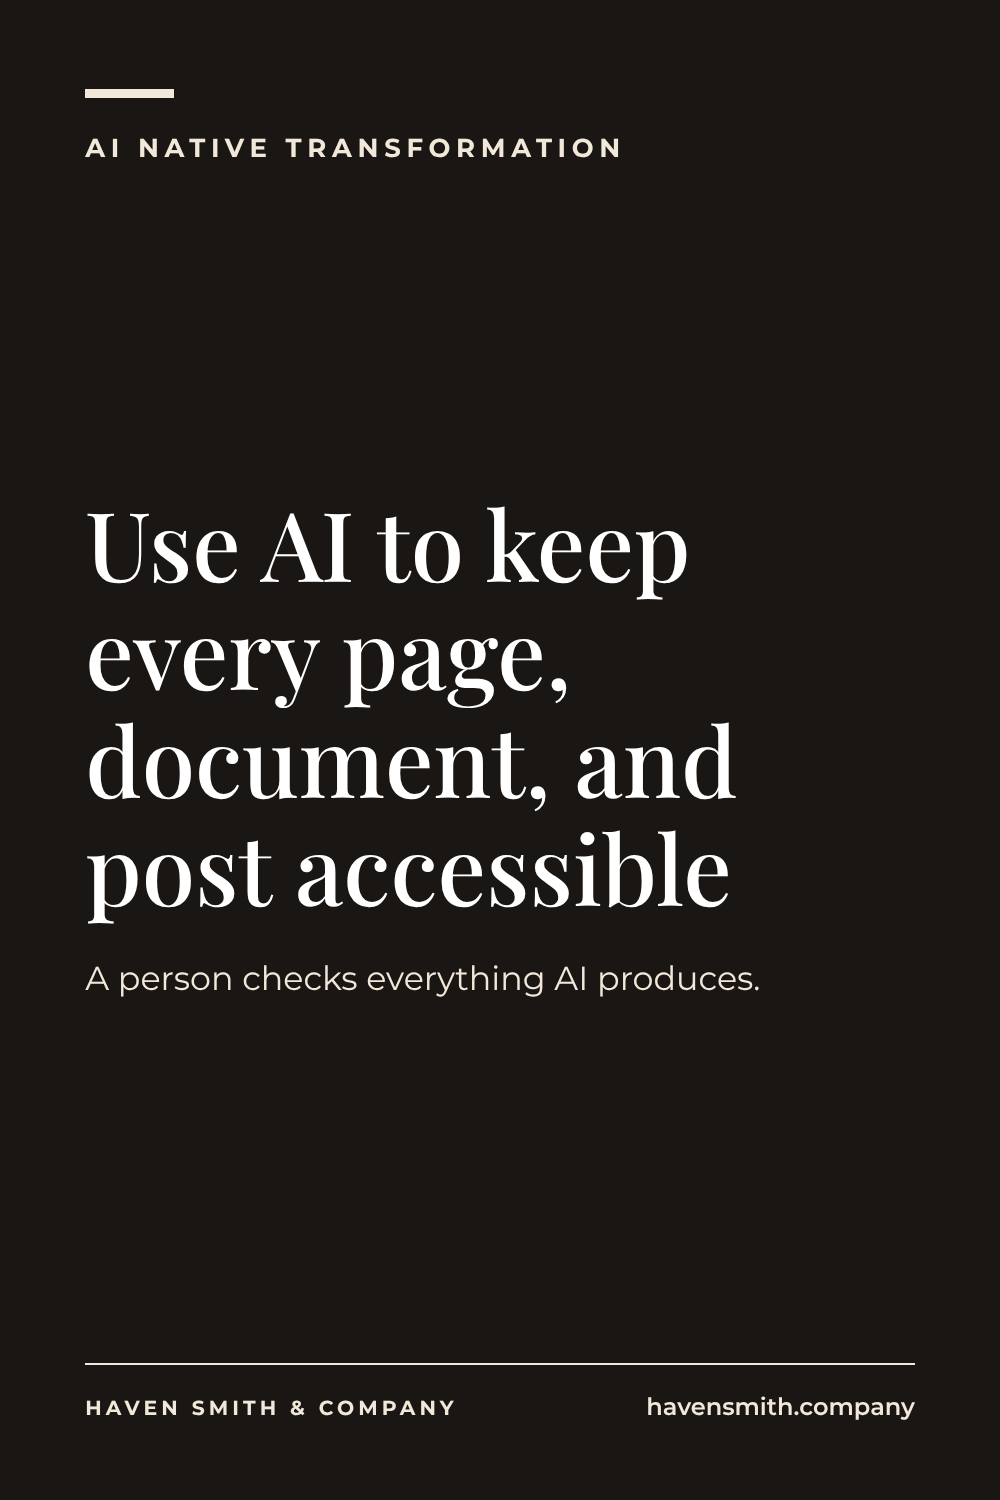 AI NATIVE TRANSFORMATION
Use AI to keep
every page,
document, and
post accessible
A person checks everything AI produces.
HAVEN SMITH & COMPANY
havensmith.company